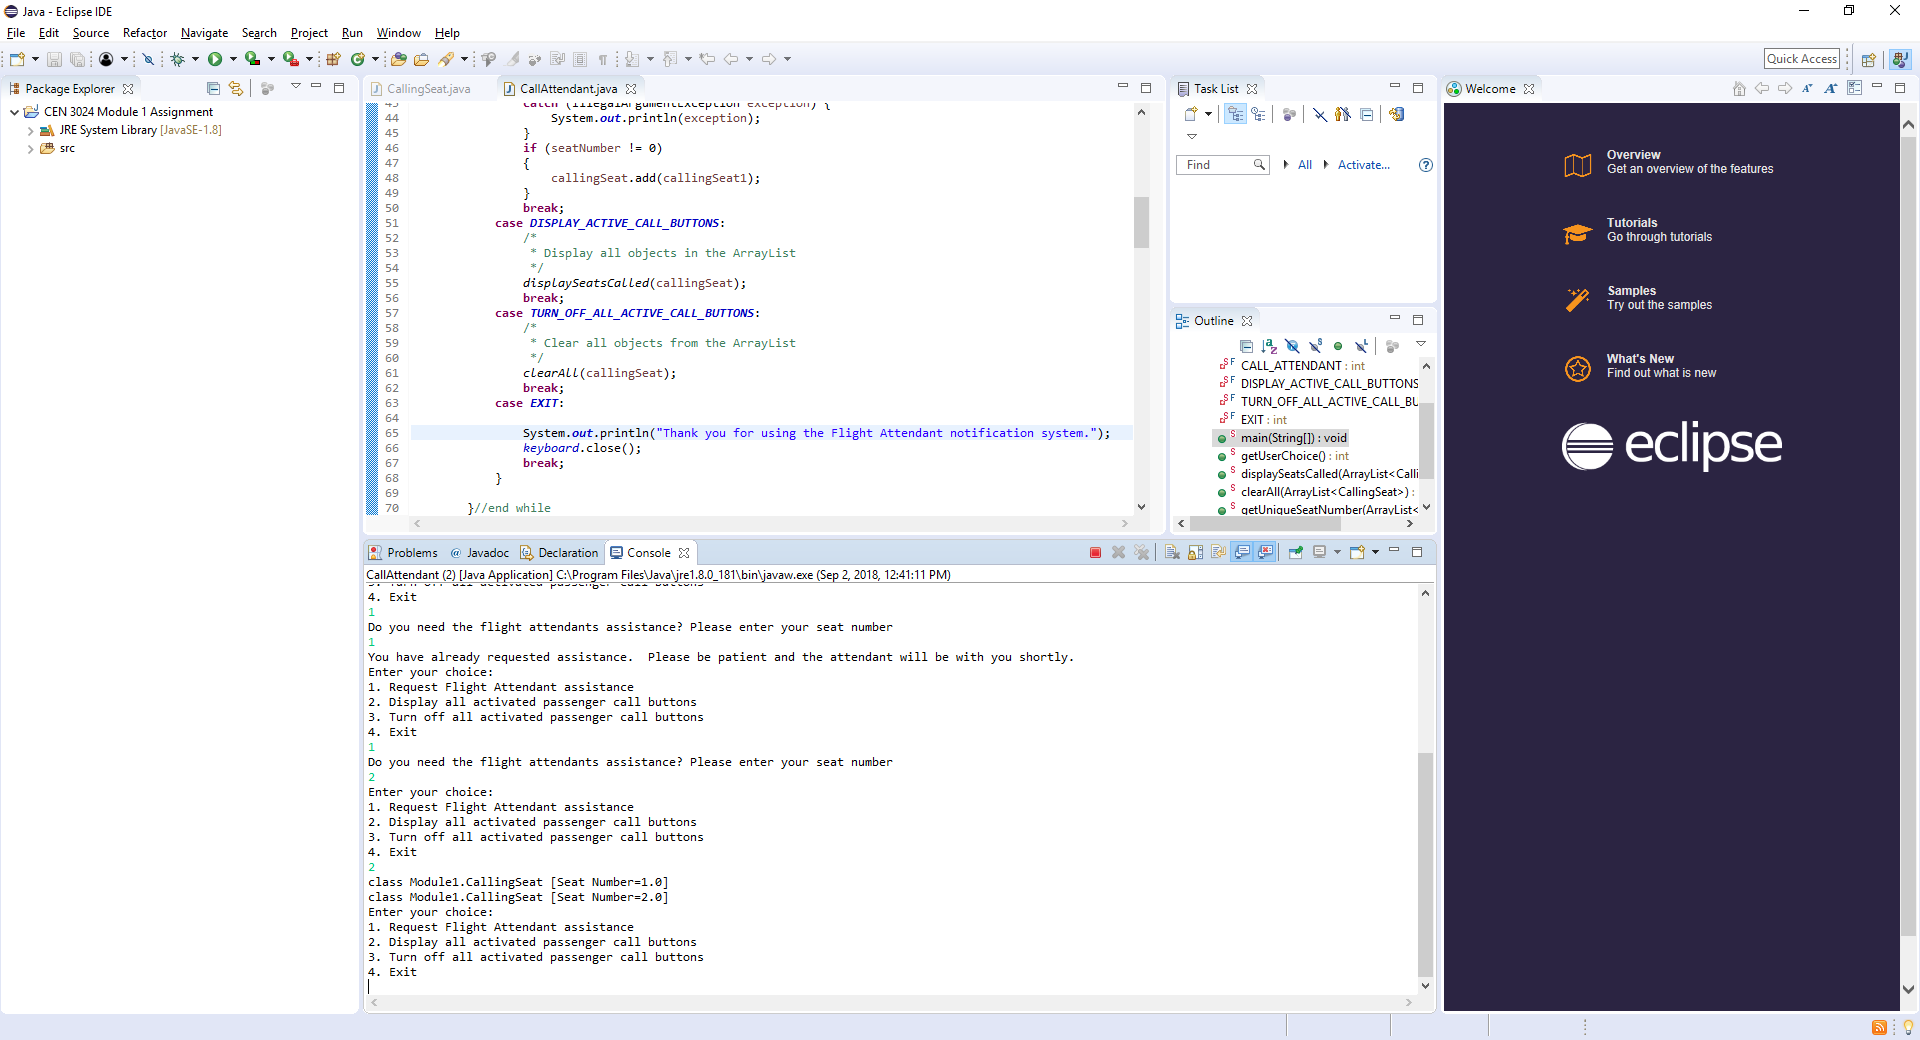 Java - Eclipse IDE
File Edit Source Refactor Navigate Search Project Run Window Help
Quick Access
Package Explorer
CEN 3024 Module 1 Assignment
JRE System Library [JavaSE-1.8]
src
CallingSeat.java
CallAttendant.java
catch (IllegalArgumentException exception) {
44 System.out.println(exception);
45 }
46 if (seatNumber != 0)
47 {
48 callingSeat.add(callingSeat1);
49 }
50 break;
51 case DISPLAY_ACTIVE_CALL_BUTTONS:
52 /*
53 * Display all objects in the ArrayList
54 */
55 displaySeatsCalled(callingSeat);
56 break;
57 case TURN_OFF_ALL_ACTIVE_CALL_BUTTONS:
58 /*
59 * Clear all objects from the ArrayList
60 */
61 clearAll(callingSeat);
62 break;
63 case EXIT:
64
65 System.out.println("Thank you for using the Flight Attendant notification system.");
66 keyboard.close();
67 break;
68 }
69
70 }//end while
Task List
Find
All
Activate...
Outline
CALL_ATTENDANT : int
DISPLAY_ACTIVE_CALL_BUTTONS
TURN_OFF_ALL_ACTIVE_CALL_BU
EXIT : int
main(String[]) : void
getUserChoice() : int
displaySeatsCalled(ArrayList<Calli
clearAll(ArrayList<CallingSeat>) :
getUniqueSeatNumber(ArrayList<
Welcome
Overview
Get an overview of the features
Tutorials
Go through tutorials
Samples
Try out the samples
What's New
Find out what is new
eclipse
Problems
@ Javadoc
Declaration
Console
CallAttendant (2) [Java Application] C:\Program Files\Java\jre1.8.0_181\bin\javaw.exe (Sep 2, 2018, 12:41:11 PM)
3. Turn off all activated passenger call buttons
4. Exit
1
Do you need the flight attendants assistance? Please enter your seat number
1
You have already requested assistance.  Please be patient and the attendant will be with you shortly.
Enter your choice:
1. Request Flight Attendant assistance
2. Display all activated passenger call buttons
3. Turn off all activated passenger call buttons
4. Exit
1
Do you need the flight attendants assistance? Please enter your seat number
2
Enter your choice:
1. Request Flight Attendant assistance
2. Display all activated passenger call buttons
3. Turn off all activated passenger call buttons
4. Exit
2
class Module1.CallingSeat [Seat Number=1.0]
class Module1.CallingSeat [Seat Number=2.0]
Enter your choice:
1. Request Flight Attendant assistance
2. Display all activated passenger call buttons
3. Turn off all activated passenger call buttons
4. Exit